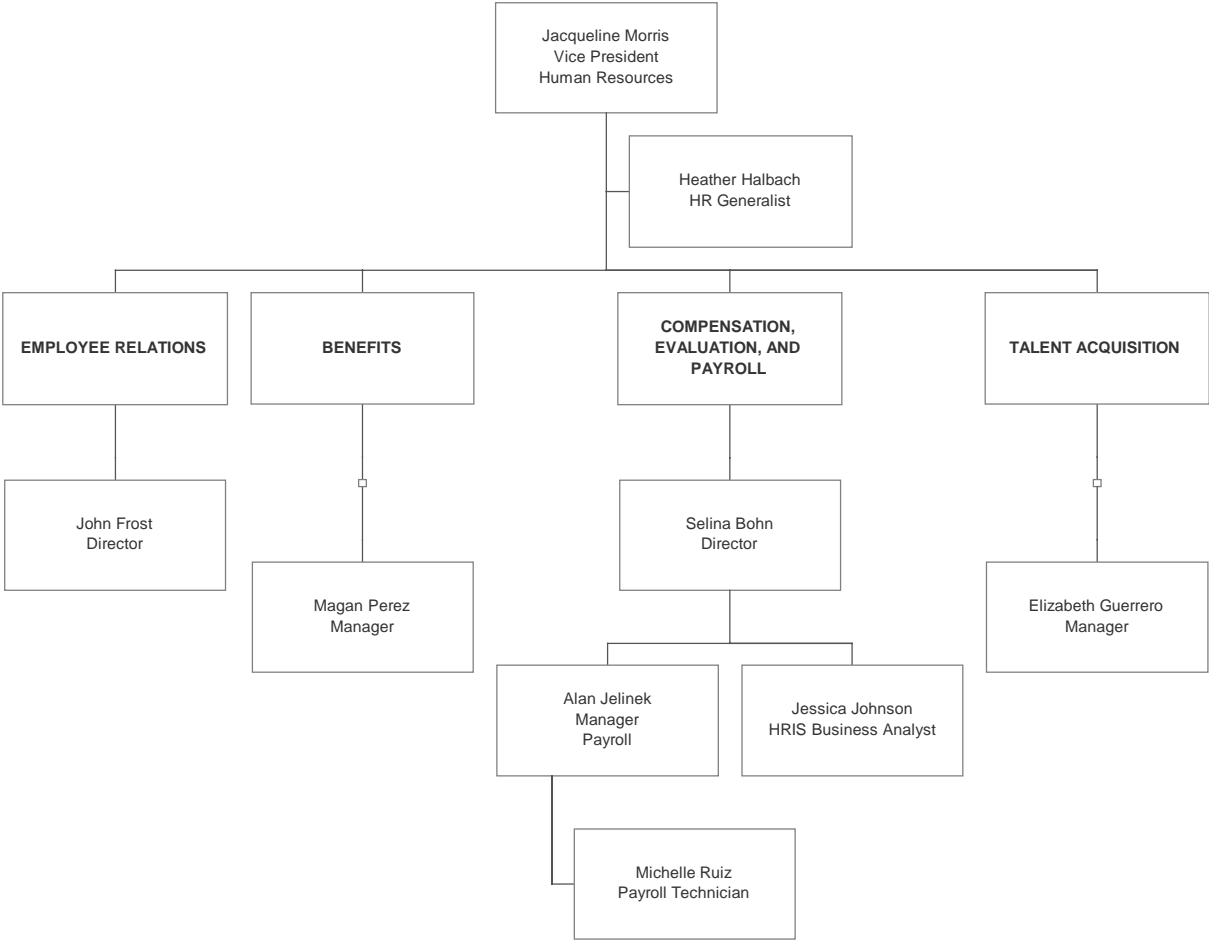 Jacqueline Morris
Vice President
Human Resources
Heather Halbach
HR Generalist
EMPLOYEE RELATIONS
BENEFITS
COMPENSATION,
EVALUATION, AND
PAYROLL
TALENT ACQUISITION
John Frost
Director
Selina Bohn
Director
Magan Perez
Manager
Elizabeth Guerrero
Manager
Alan Jelinek
Manager
Payroll
Jessica Johnson
HRIS Business Analyst
Michelle Ruiz
Payroll Technician